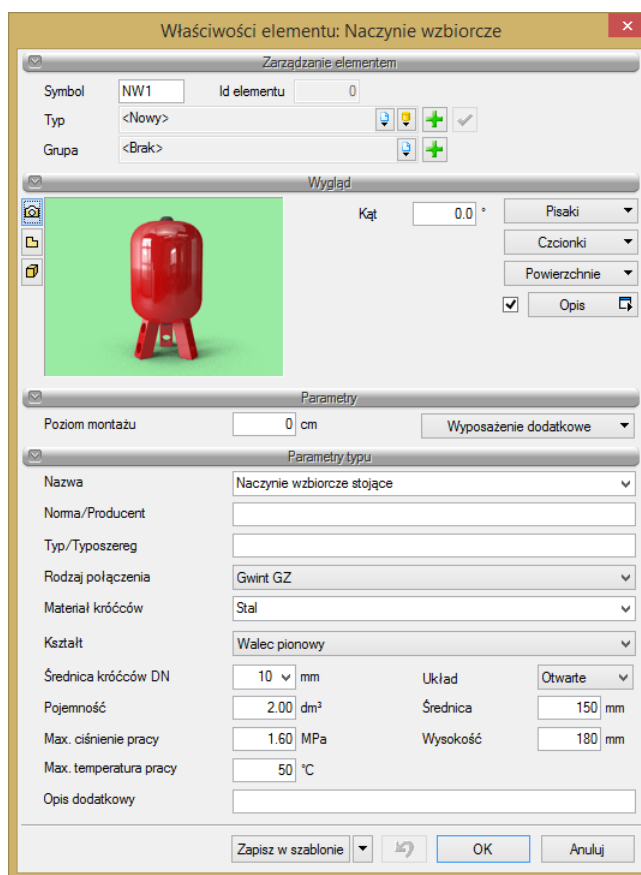 Właściwości elementu: Naczynie wzbiorcze
Zarządzanie elementem
Symbol NW1 Id elementu 0
Typ <Nowy>
Grupa <Brak>
Wygląd
Kąt 0.0 ° Pisaki
Czcionki
Powierzchnie
Opis
Parametry
Poziom montażu 0 cm Wyposażenie dodatkowe
Parametry typu
Nazwa Naczynie wzbiorcze stojące
Norma/Producent
Typ/Typoszereg
Rodzaj połączenia Gwint GZ
Materiał króćców Stal
Kształt Walec pionowy
Średnica króćców DN 10 mm Układ Otwarte
Pojemność 2.00 dm³ Średnica 150 mm
Max. ciśnienie pracy 1.60 MPa Wysokość 180 mm
Max. temperatura pracy 50 °C
Opis dodatkowy
Zapisz w szablonie OK Anuluj